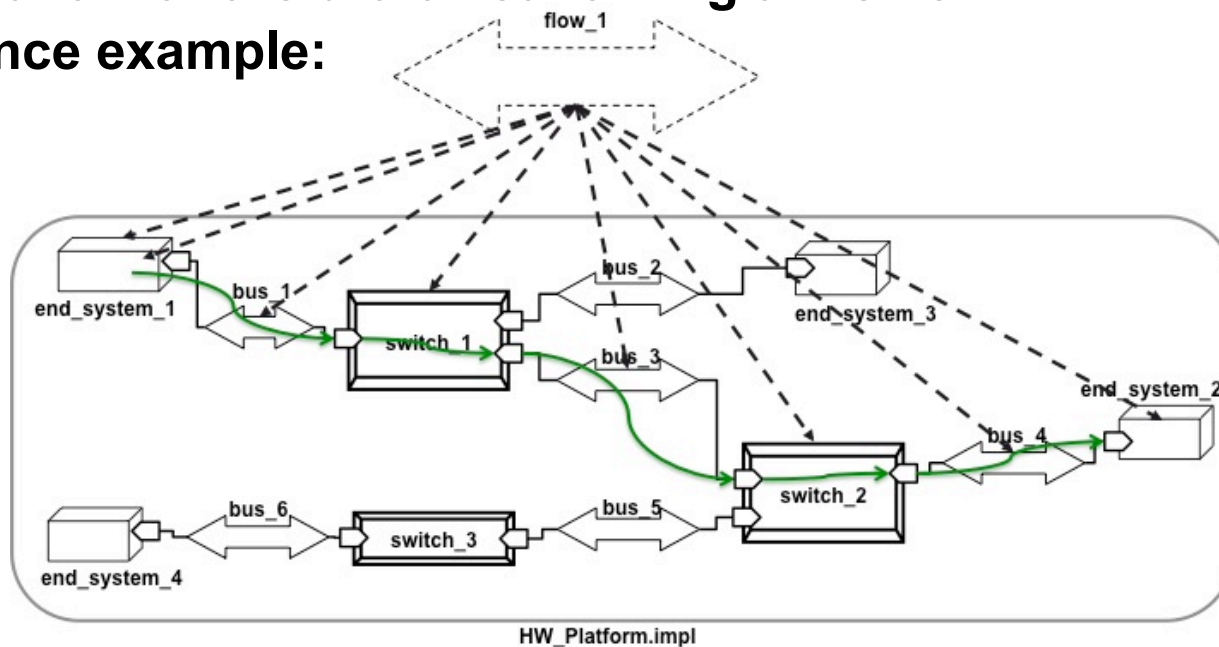 flow_1
nce example:
bus_2
bus_1
end_system_1
end_system_3
switch_1
bus_3
end_system_2
bus_4
switch_2
bus_6
bus_5
switch_3
end_system_4
HW_Platform.impl